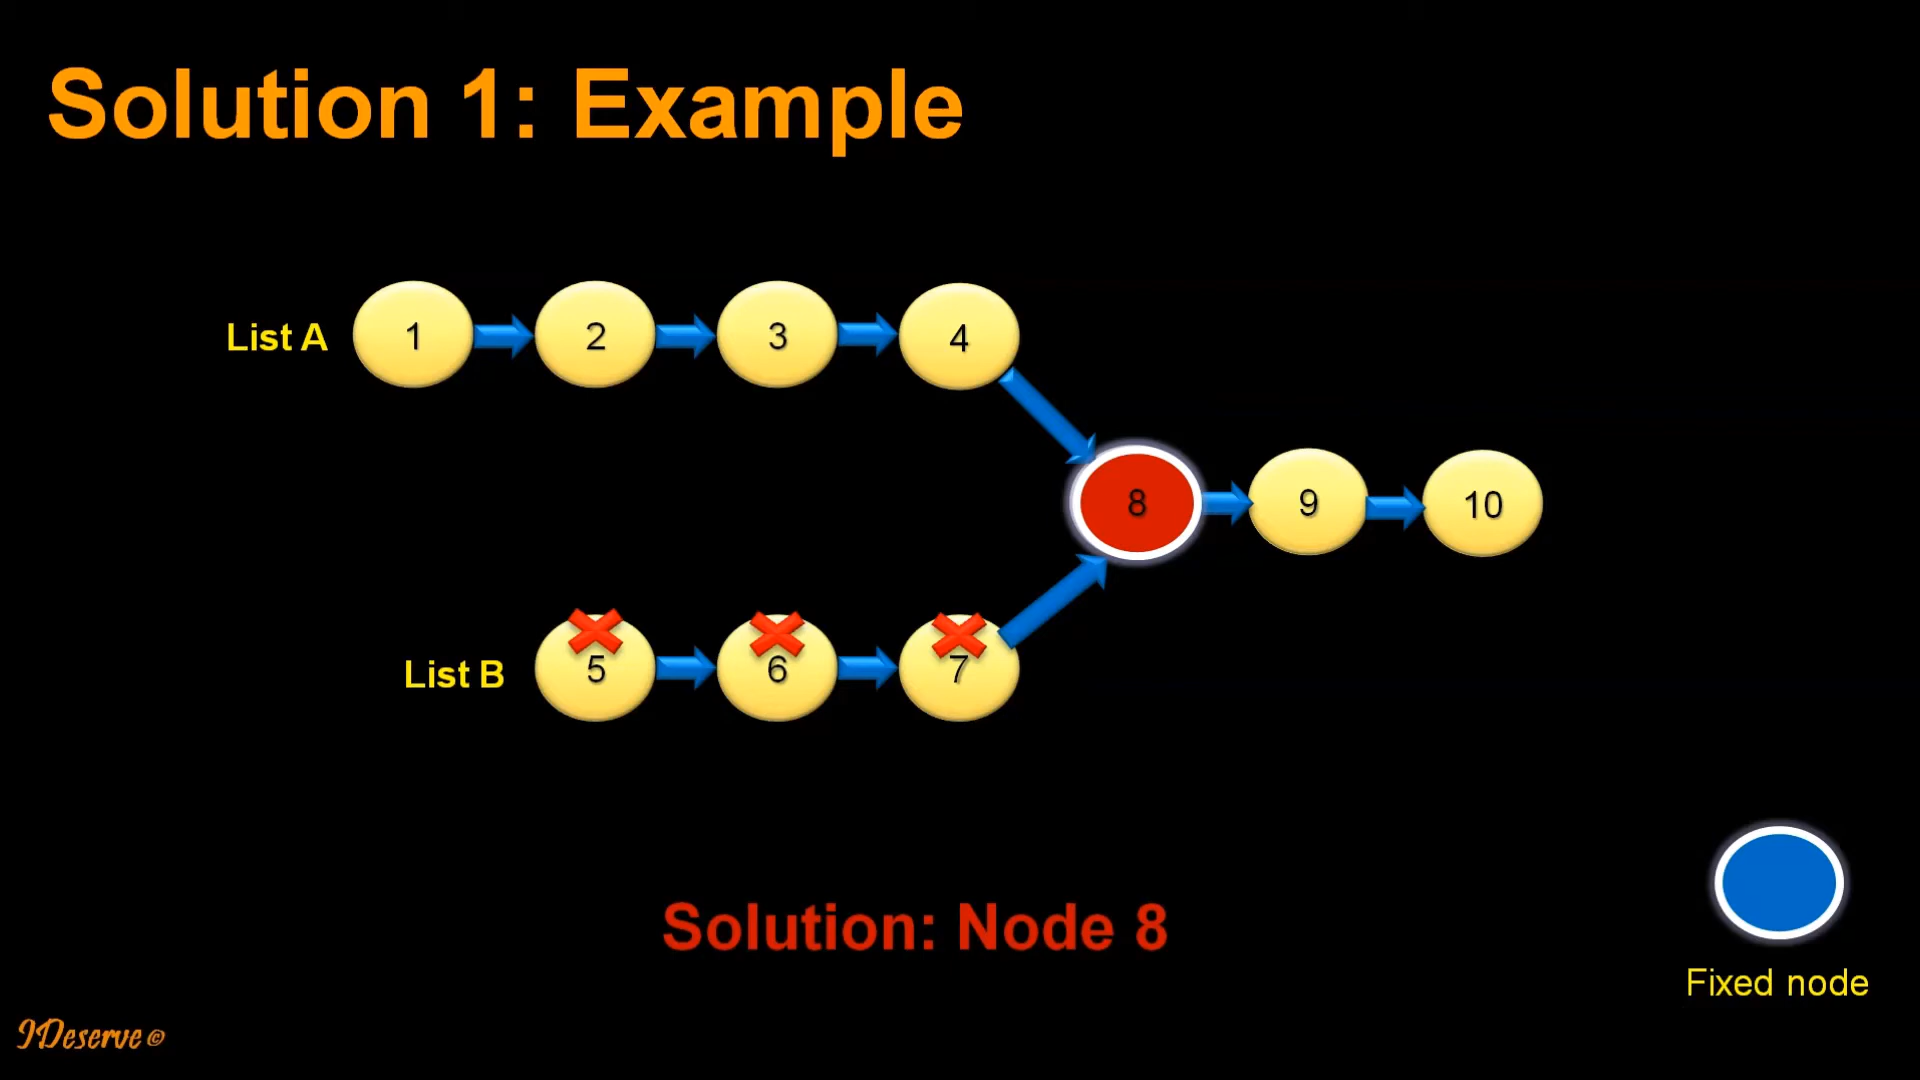 Solution 1: Example
List A 1 2 3 4
8 9 10
List B 5 6 7
Solution: Node 8
Fixed node
IDeserve ©